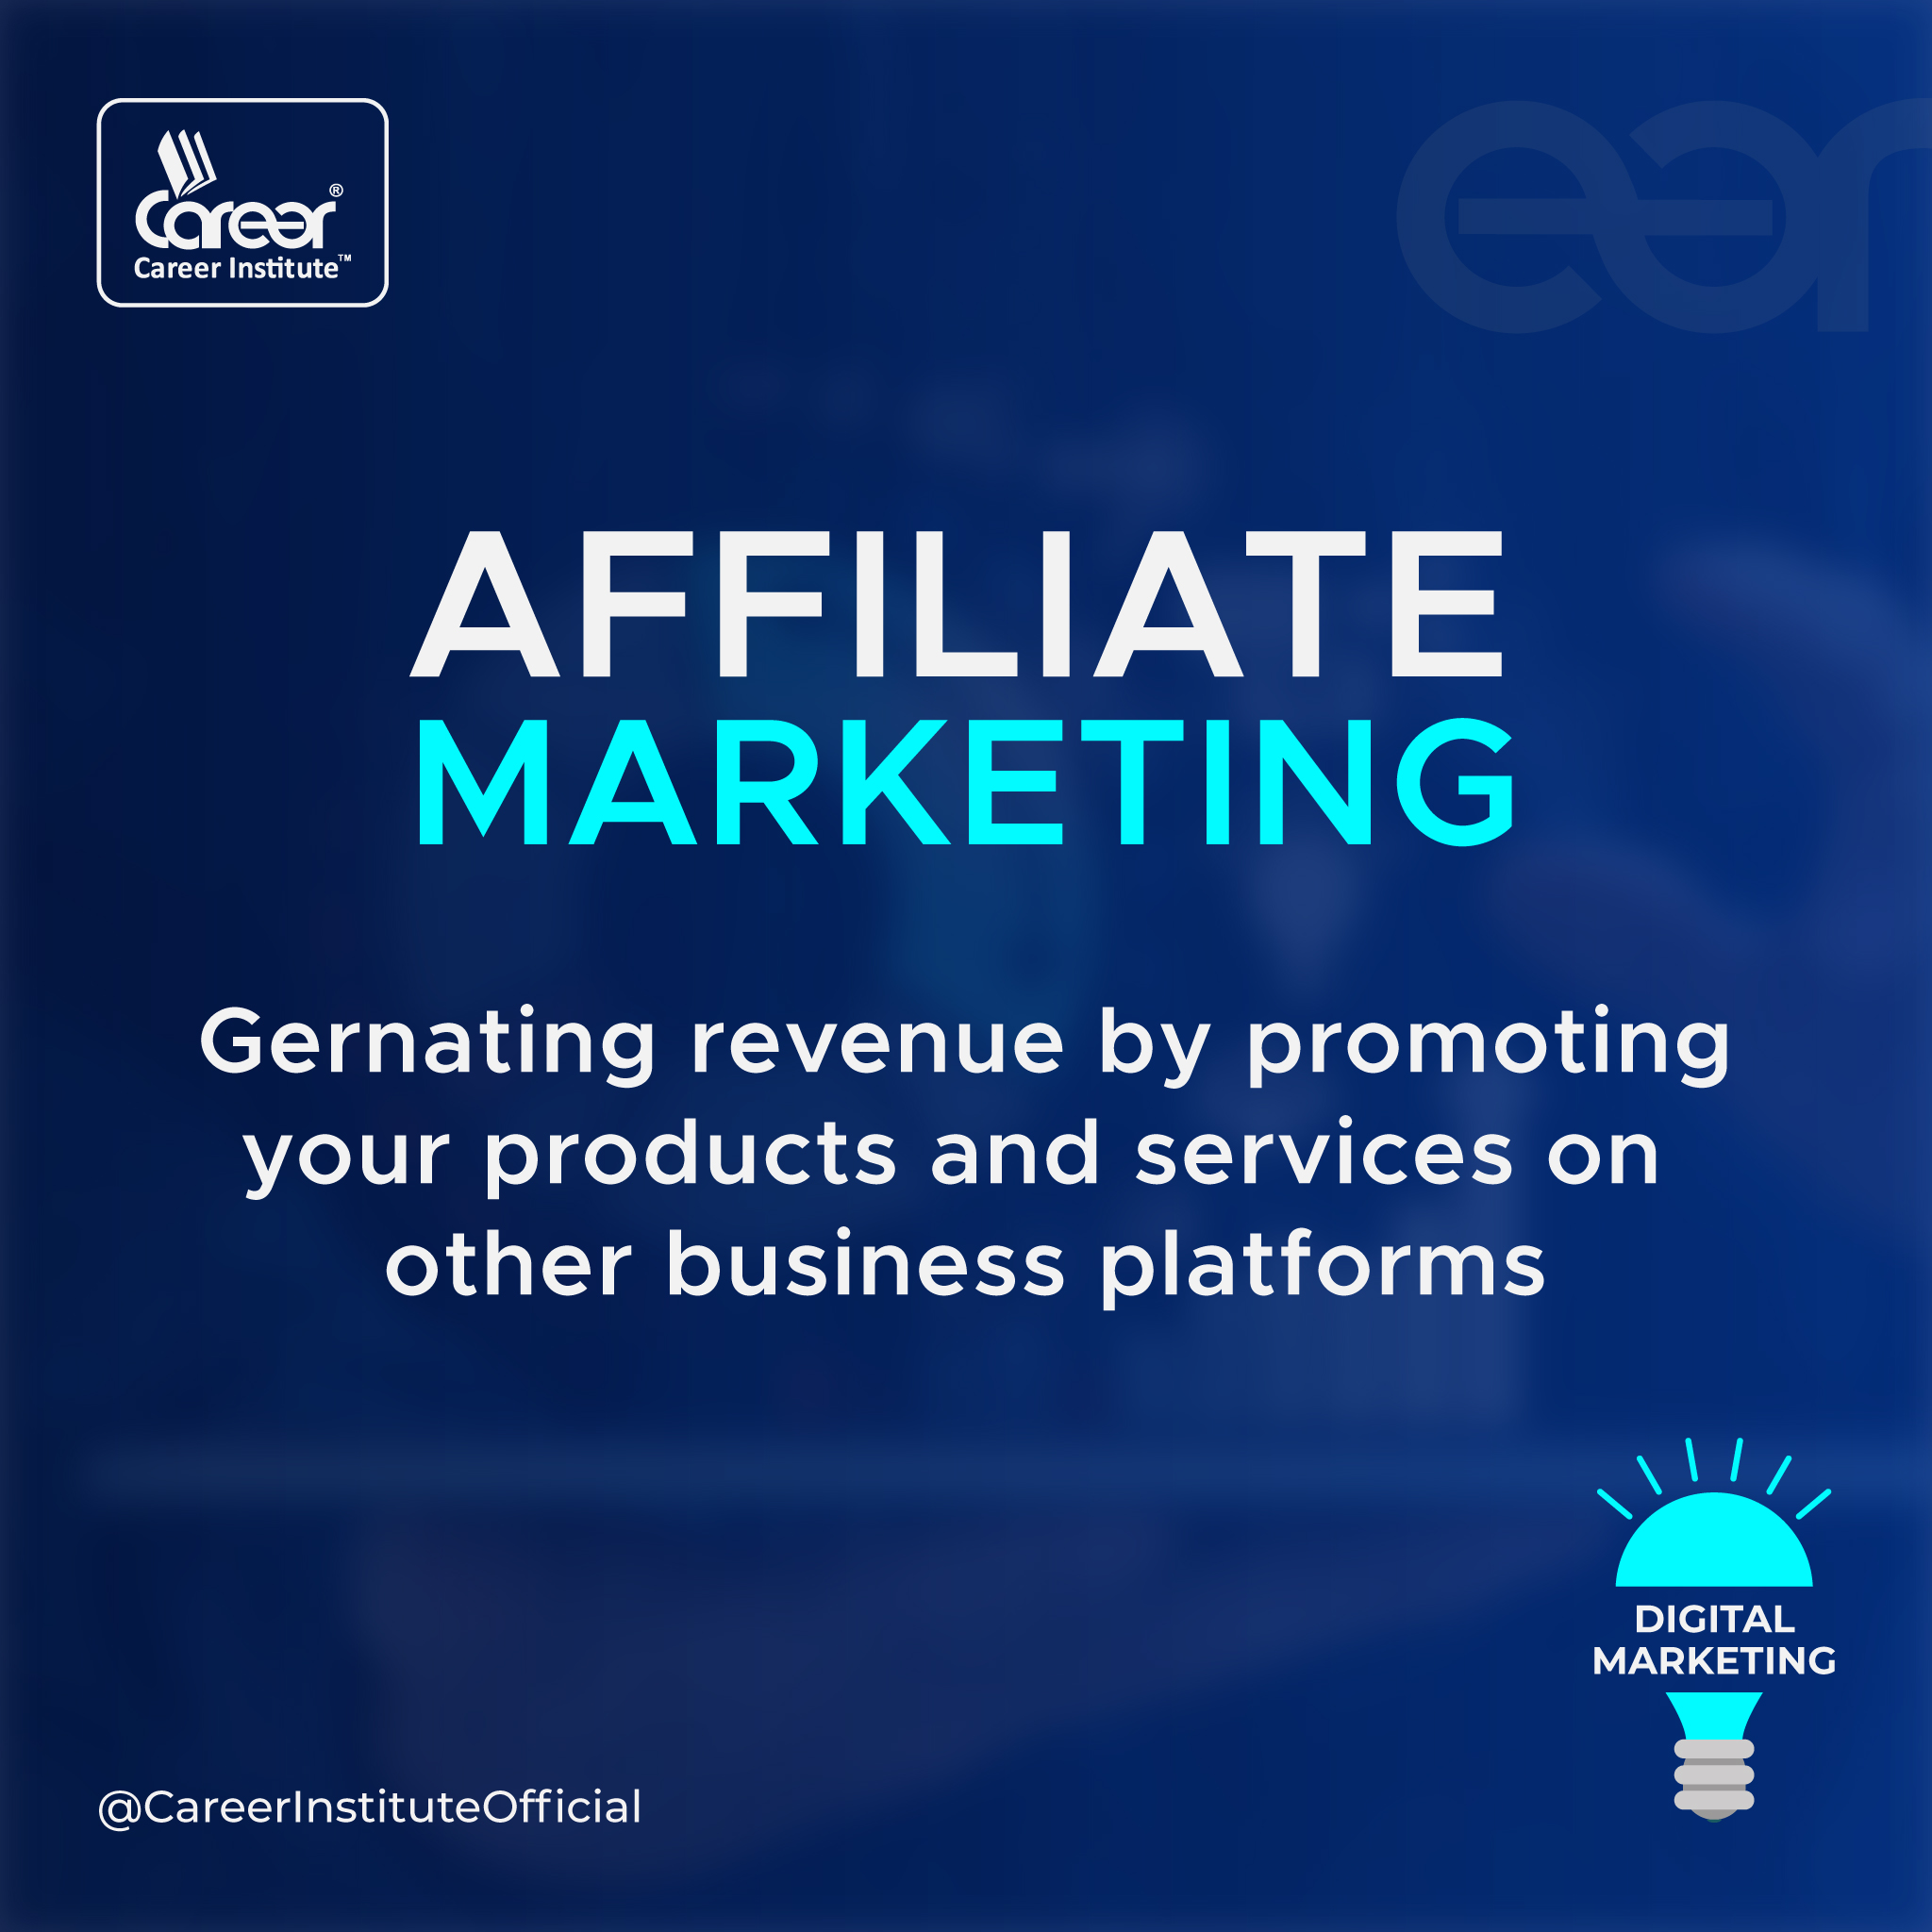 Career®
Career Institute™
eer
AFFILIATE
MARKETING
Gernating revenue by promoting
your products and services on
other business platforms
DIGITAL
MARKETING
@CareerInstituteOfficial